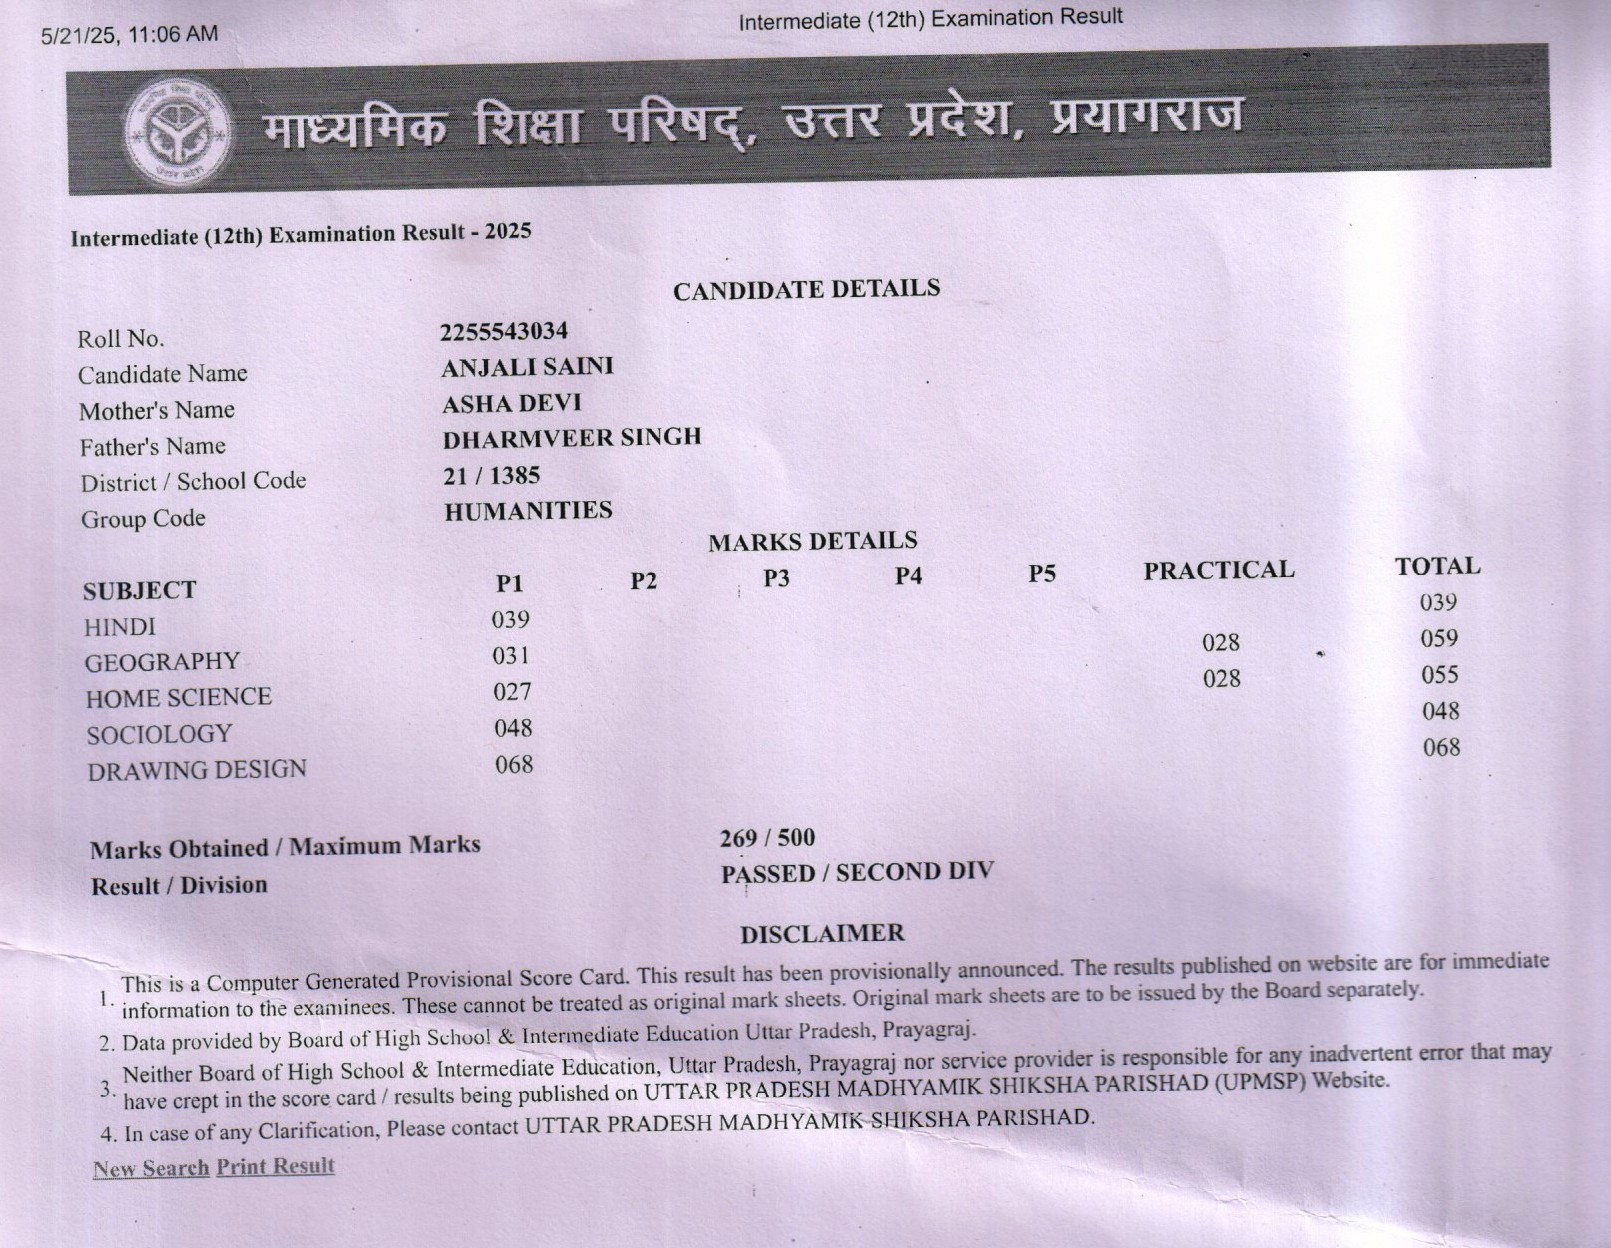 5/21/25, 11:06 AM
Intermediate (12th) Examination Result
माध्यमिक शिक्षा परिषद्, उत्तर प्रदेश, प्रयागराज
Intermediate (12th) Examination Result - 2025
CANDIDATE DETAILS
Roll No. 2255543034
Candidate Name ANJALI SAINI
Mother's Name ASHA DEVI
Father's Name DHARMVEER SINGH
District / School Code 21 / 1385
Group Code HUMANITIES
MARKS DETAILS
SUBJECT P1 P2 P3 P4 P5 PRACTICAL TOTAL
HINDI 039 039
GEOGRAPHY 031 028 059
HOME SCIENCE 027 028 055
SOCIOLOGY 048 048
DRAWING DESIGN 068 068
Marks Obtained / Maximum Marks 269 / 500
Result / Division PASSED / SECOND DIV
DISCLAIMER
1. This is a Computer Generated Provisional Score Card. This result has been provisionally announced. The results published on website are for immediate
information to the examinees. These cannot be treated as original mark sheets. Original mark sheets are to be issued by the Board separately.
2. Data provided by Board of High School & Intermediate Education Uttar Pradesh, Prayagraj.
3. Neither Board of High School & Intermediate Education, Uttar Pradesh, Prayagraj nor service provider is responsible for any inadvertent error that may
have crept in the score card / results being published on UTTAR PRADESH MADHYAMIK SHIKSHA PARISHAD (UPMSP) Website.
4. In case of any Clarification, Please contact UTTAR PRADESH MADHYAMIK SHIKSHA PARISHAD.
New Search Print Result